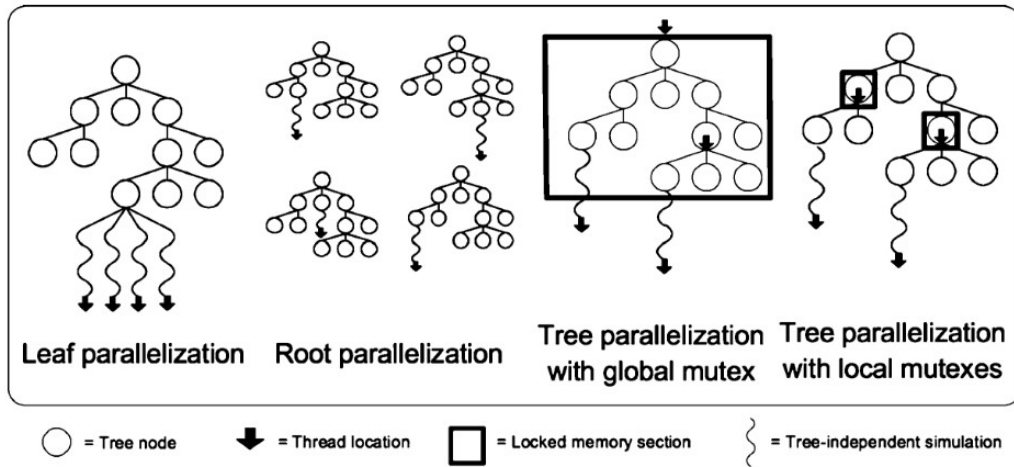 Leaf parallelization
Root parallelization
Tree parallelization
with global mutex
Tree parallelization
with local mutexes
= Tree node
= Thread location
= Locked memory section
= Tree-independent simulation